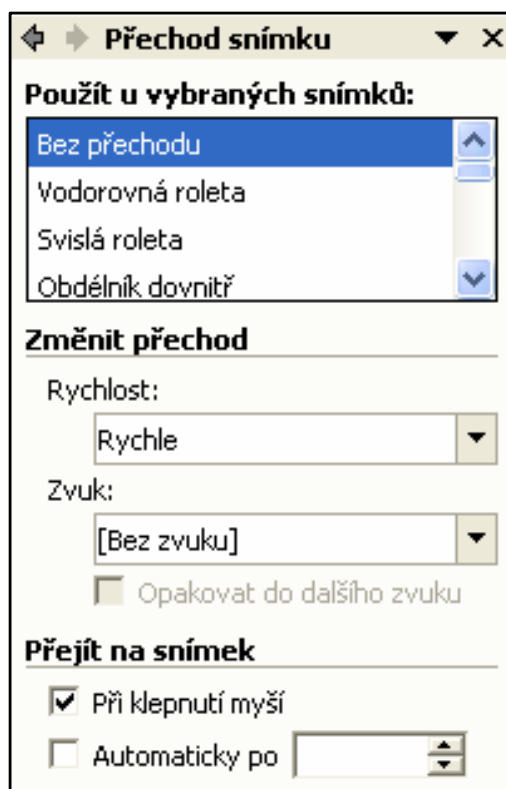 Přechod snímku
Použít u vybraných snímků:
Bez přechodu
Vodorovná roleta
Svislá roleta
Obdélník dovnitř
Změnit přechod
Rychlost:
Rychle
Zvuk:
[Bez zvuku]
Opakovat do dalšího zvuku
Přejít na snímek
Při klepnutí myší
Automaticky po